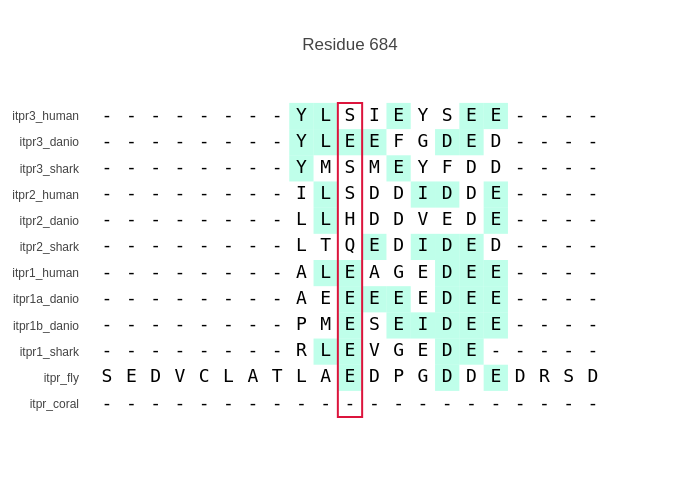 Residue 684
itpr3_human - - - - - - - - Y L S I E Y S E E - - - -
itpr3_danio - - - - - - - - Y L E E F G D E D - - - -
itpr3_shark - - - - - - - - Y M S M E Y F D D - - - -
itpr2_human - - - - - - - - I L S D D I D D E - - - -
itpr2_danio - - - - - - - - L L H D D V E D E - - - -
itpr2_shark - - - - - - - - L T Q E D I D E D - - - -
itpr1_human - - - - - - - - A L E A G E D E E - - - -
itpr1a_danio - - - - - - - - A E E E E E D E E - - - -
itpr1b_danio - - - - - - - - P M E S E I D E E - - - -
itpr1_shark - - - - - - - - R L E V G E D E - - - - -
itpr_fly S E D V C L A T L A E D P G D D E D R S D
itpr_coral - - - - - - - - - - - - - - - - - - - - -